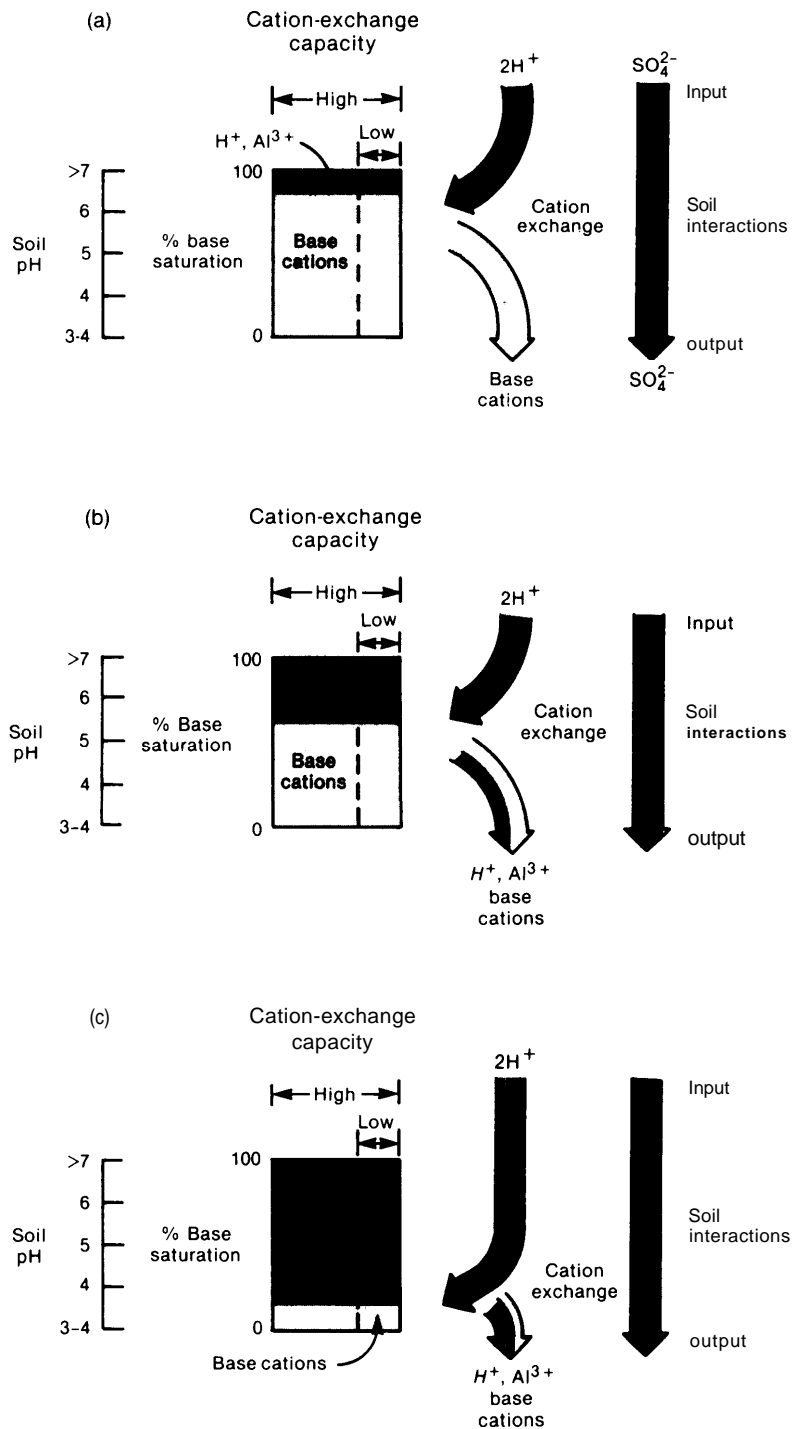 (a)
Cation-exchange
capacity
High
Low
H⁺, Al³⁺
Soil
pH
>7
6
5
4
3-4
% base
saturation
100
0
Base
cations
2H⁺
Cation
exchange
Base
cations
SO₄²⁻
Input
Soil
interactions
output
SO₄²⁻
(b)
Cation-exchange
capacity
High
Low
Soil
pH
>7
6
5
4
3-4
% Base
saturation
100
0
Base
cations
2H⁺
Cation
exchange
H⁺, Al³⁺
base
cations
Input
Soil
interactions
output
(c)
Cation-exchange
capacity
High
Low
Soil
pH
>7
6
5
4
3-4
% Base
saturation
100
0
Base cations
2H⁺
Cation
exchange
H⁺, Al³⁺
base
cations
Input
Soil
interactions
output